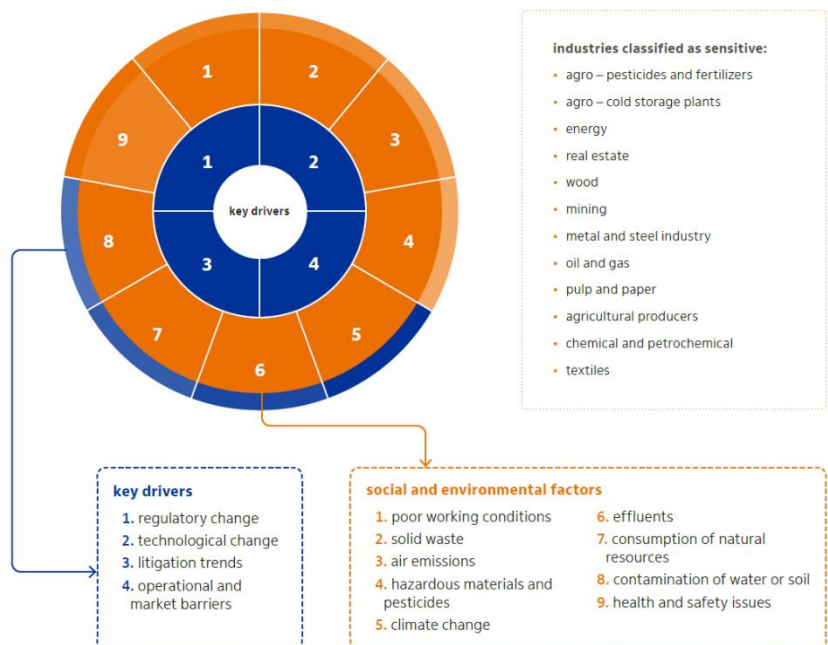 1
2
3
4
5
6
7
8
9
1
2
3
4
key drivers
industries classified as sensitive:
• agro – pesticides and fertilizers
• agro – cold storage plants
• energy
• real estate
• wood
• mining
• metal and steel industry
• oil and gas
• pulp and paper
• agricultural producers
• chemical and petrochemical
• textiles
key drivers
1. regulatory change
2. technological change
3. litigation trends
4. operational and
market barriers
social and environmental factors
1. poor working conditions
2. solid waste
3. air emissions
4. hazardous materials and
pesticides
5. climate change
6. effluents
7. consumption of natural
resources
8. contamination of water or soil
9. health and safety issues